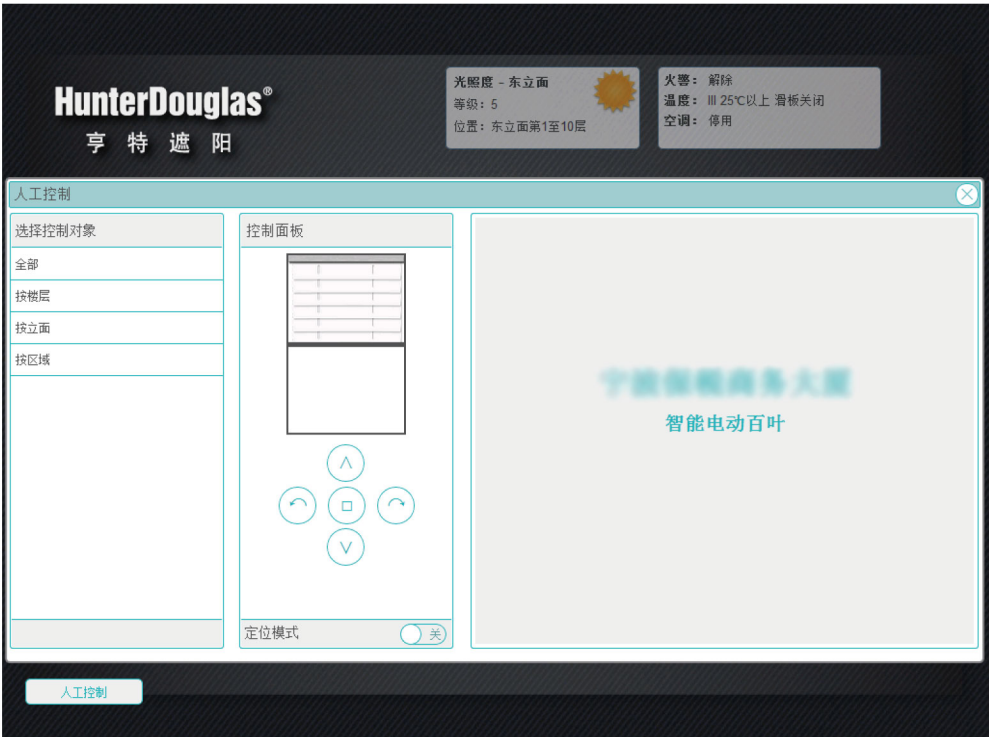 HunterDouglas®
亨特遮阳
光照度 - 东立面
等级：5
位置：东立面第1至10层
火警： 解除
温度： III 25℃以上 滑板关闭
空调： 停用
人工控制
选择控制对象
全部
按楼层
按立面
按区域
控制面板
定位模式
关
智能电动百叶
人工控制